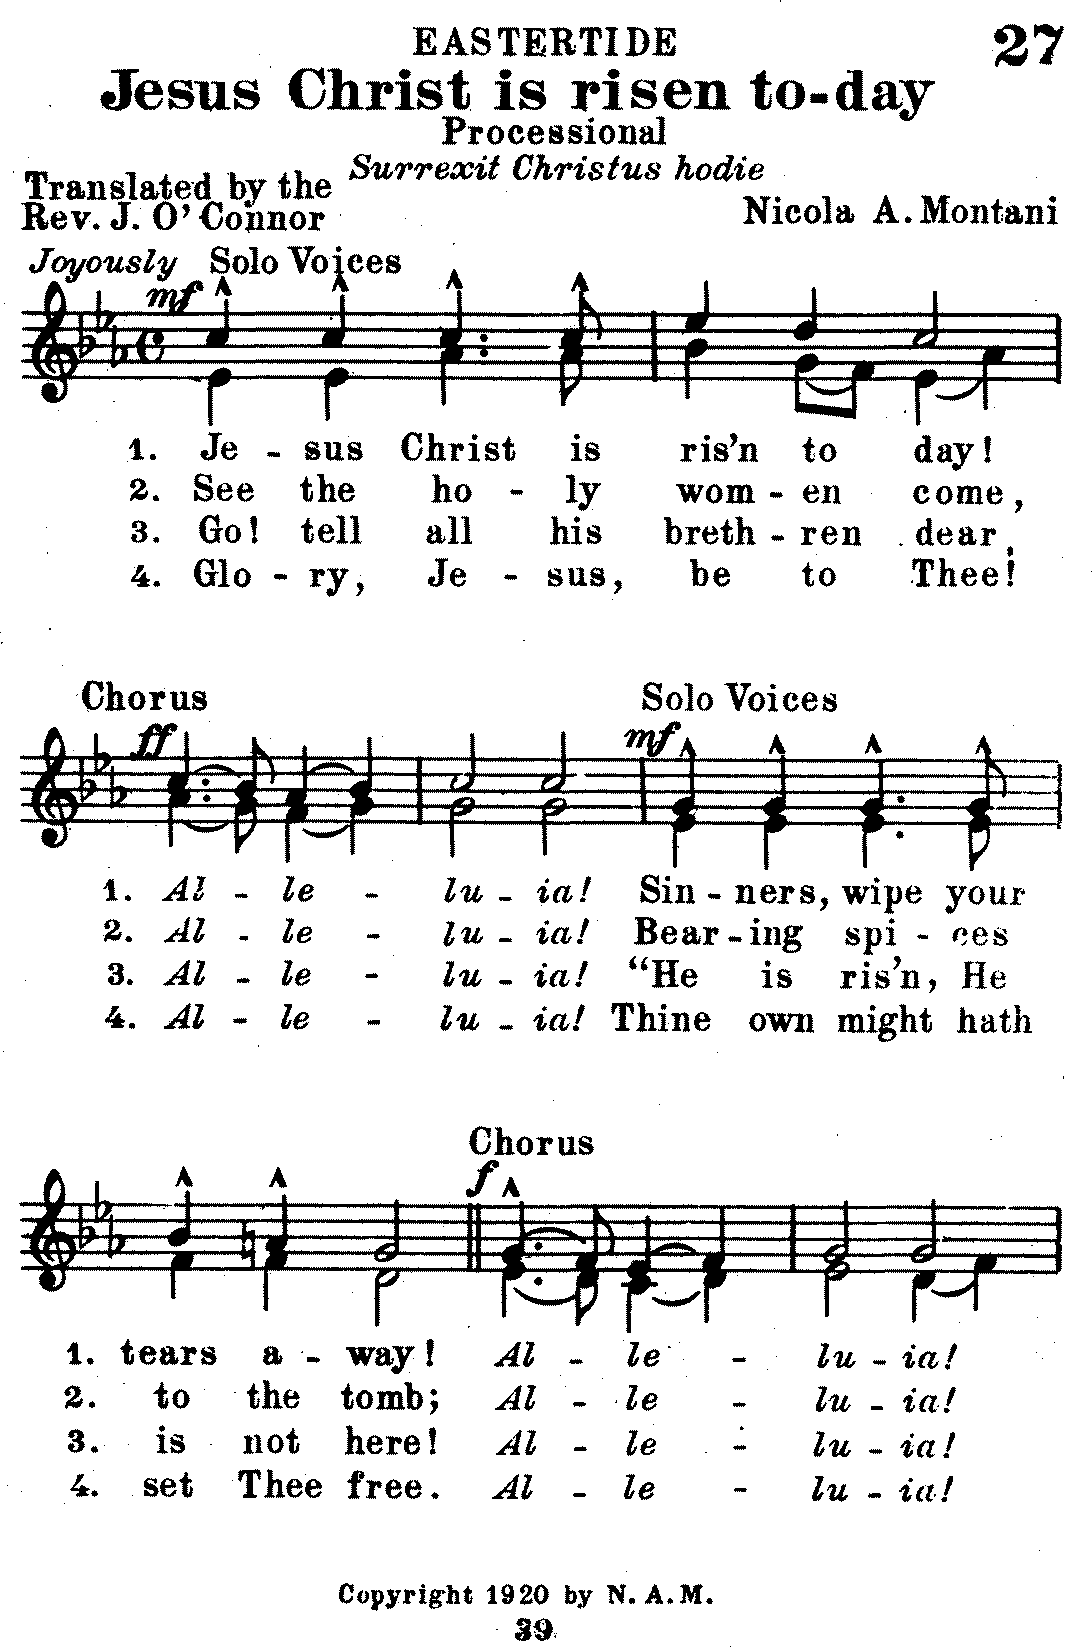 EASTERTIDE 27
Jesus Christ is risen to-day
Processional
Surrexit Christus hodie
Translated by the
Rev. J. O' Connor
Nicola A. Montani
Joyously Solo Voices
mf
1. Je - sus Christ is ris'n to day!
2. See the ho - ly wom - en come,
3. Go! tell all his breth - ren dear,
4. Glo - ry, Je - sus, be to Thee!
Chorus Solo Voices
ff mf
1. Al - le - lu - ia! Sin - ners, wipe your
2. Al - le - lu - ia! Bear - ing spi - ces
3. Al - le - lu - ia! “He is ris'n, He
4. Al - le - lu - ia! Thine own might hath
Chorus
f
1. tears a - way! Al - le - lu - ia!
2. to the tomb; Al - le - lu - ia!
3. is not here! Al - le - lu - ia!
4. set Thee free. Al - le - lu - ia!
Copyright 1920 by N. A. M.
39